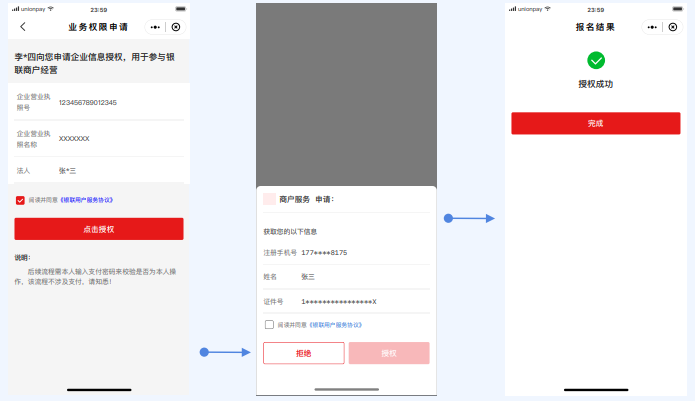 unionpay 23:59
业务权限申请
李*四向您申请企业信息授权，用于参与银
联商户经营
企业营业执
照号
123456789012345
企业营业执
照名称
XXXXXXX
法人
张*三
阅读并同意《银联用户服务协议》
点击授权
说明：
后续流程需本人输入支付密码来校验是否为本人操
作，该流程不涉及支付，请知悉！
商户服务 申请：
获取您的以下信息
注册手机号 177****8175
姓名 张三
证件号 1****************X
阅读并同意《银联用户服务协议》
拒绝
授权
unionpay 23:59
报名结果
授权成功
完成